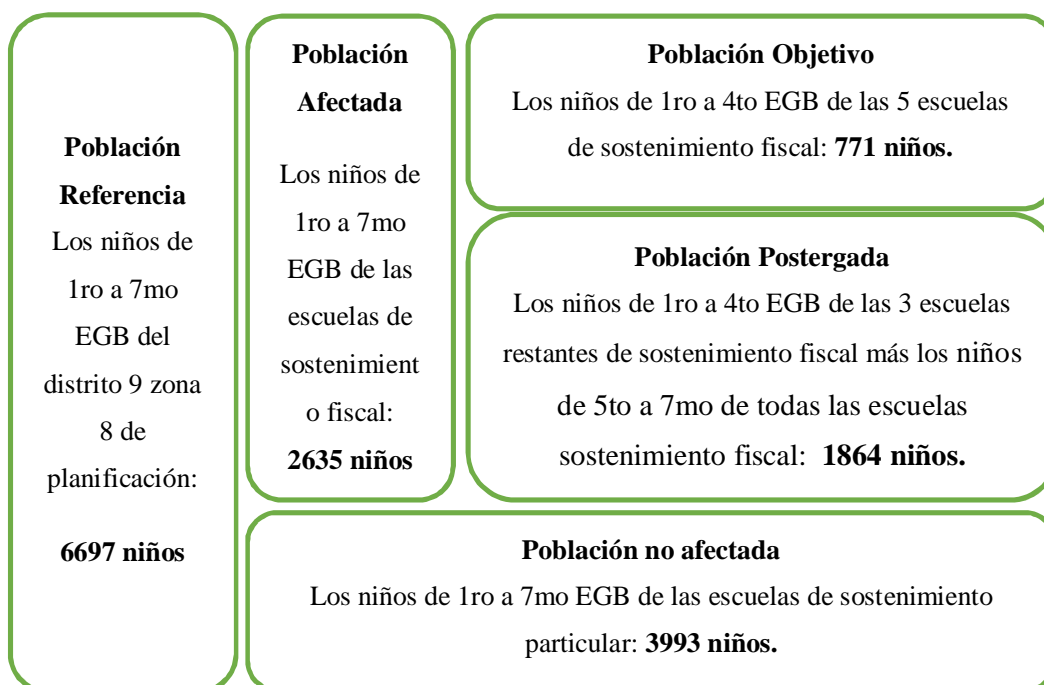 Población
Referencia
Los niños de
1ro a 7mo
EGB del
distrito 9 zona
8 de
planificación:
6697 niños
Población
Afectada
Los niños de
1ro a 7mo
EGB de las
escuelas de
sostenimient
o fiscal:
2635 niños
Población Objetivo
Los niños de 1ro a 4to EGB de las 5 escuelas
de sostenimiento fiscal: 771 niños.
Población Postergada
Los niños de 1ro a 4to EGB de las 3 escuelas
restantes de sostenimiento fiscal más los niños
de 5to a 7mo de todas las escuelas
sostenimiento fiscal: 1864 niños.
Población no afectada
Los niños de 1ro a 7mo EGB de las escuelas de sostenimiento
particular: 3993 niños.